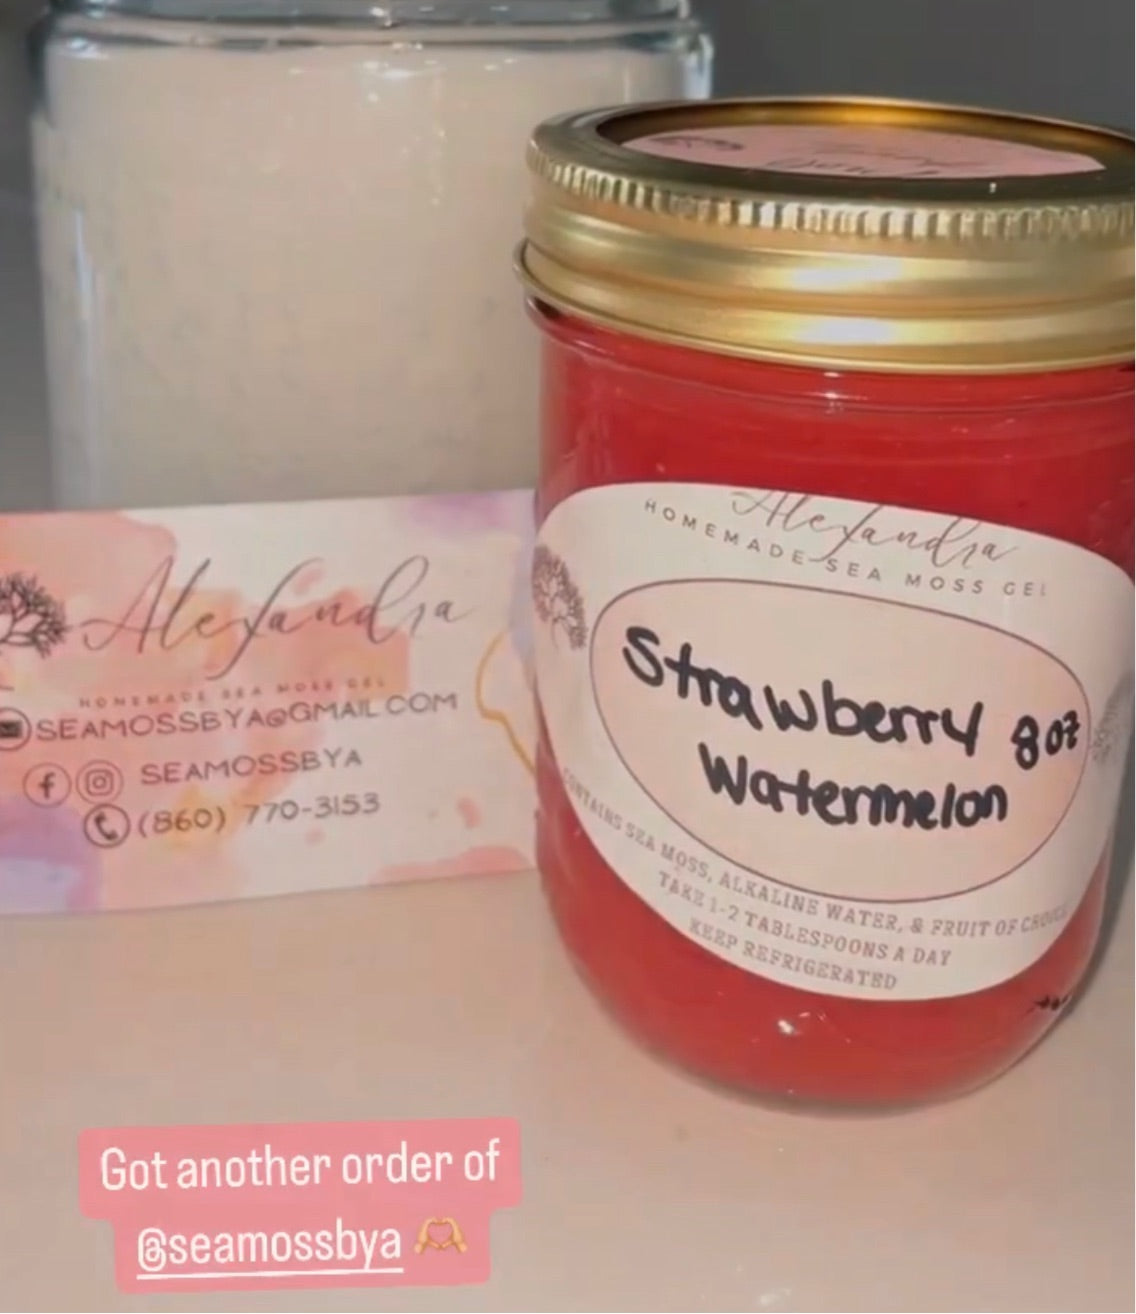 Alexandra
HOMEMADE SEA MOSS GEL
SEAMOSSBYA@GMAIL.COM
SEAMOSSBYA
(860) 770-3153
Alexandra
HOMEMADE SEA MOSS GEL
Strawberry 8oz
Watermelon
CONTAINS SEA MOSS, ALKALINE WATER, & FRUIT OF CHOICE
TAKE 1-2 TABLESPOONS A DAY
KEEP REFRIGERATED
Got another order of
@seamossbya 🫶